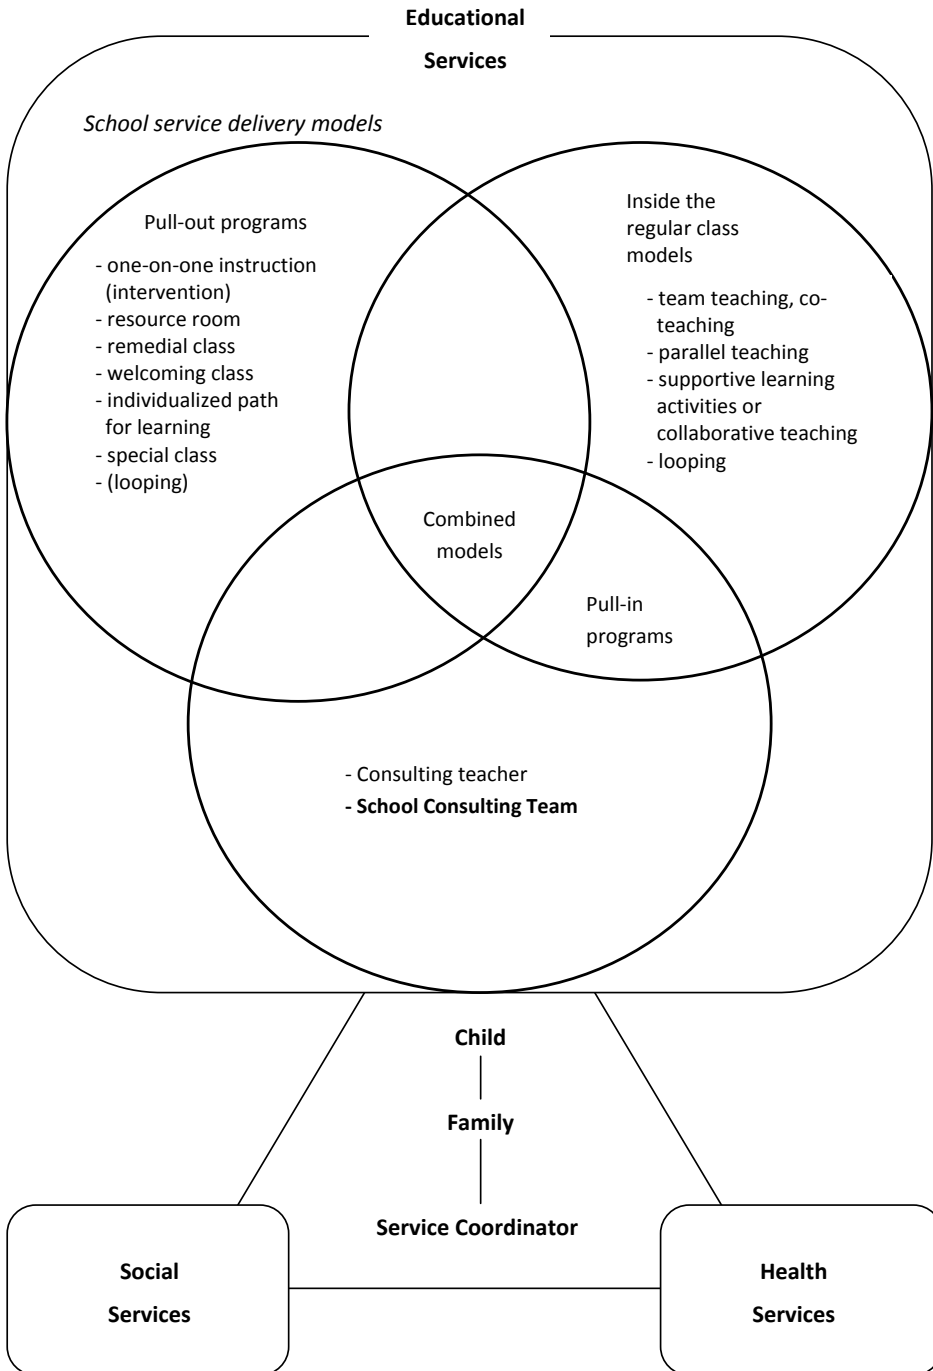 Educational
Services
School service delivery models
Pull-out programs
- one-on-one instruction
(intervention)
- resource room
- remedial class
- welcoming class
- individualized path
for learning
- special class
- (looping)
Inside the
regular class
models
- team teaching, co-
teaching
- parallel teaching
- supportive learning
activities or
collaborative teaching
- looping
Combined
models
Pull-in
programs
- Consulting teacher
- School Consulting Team
Child
Family
Service Coordinator
Social
Services
Health
Services